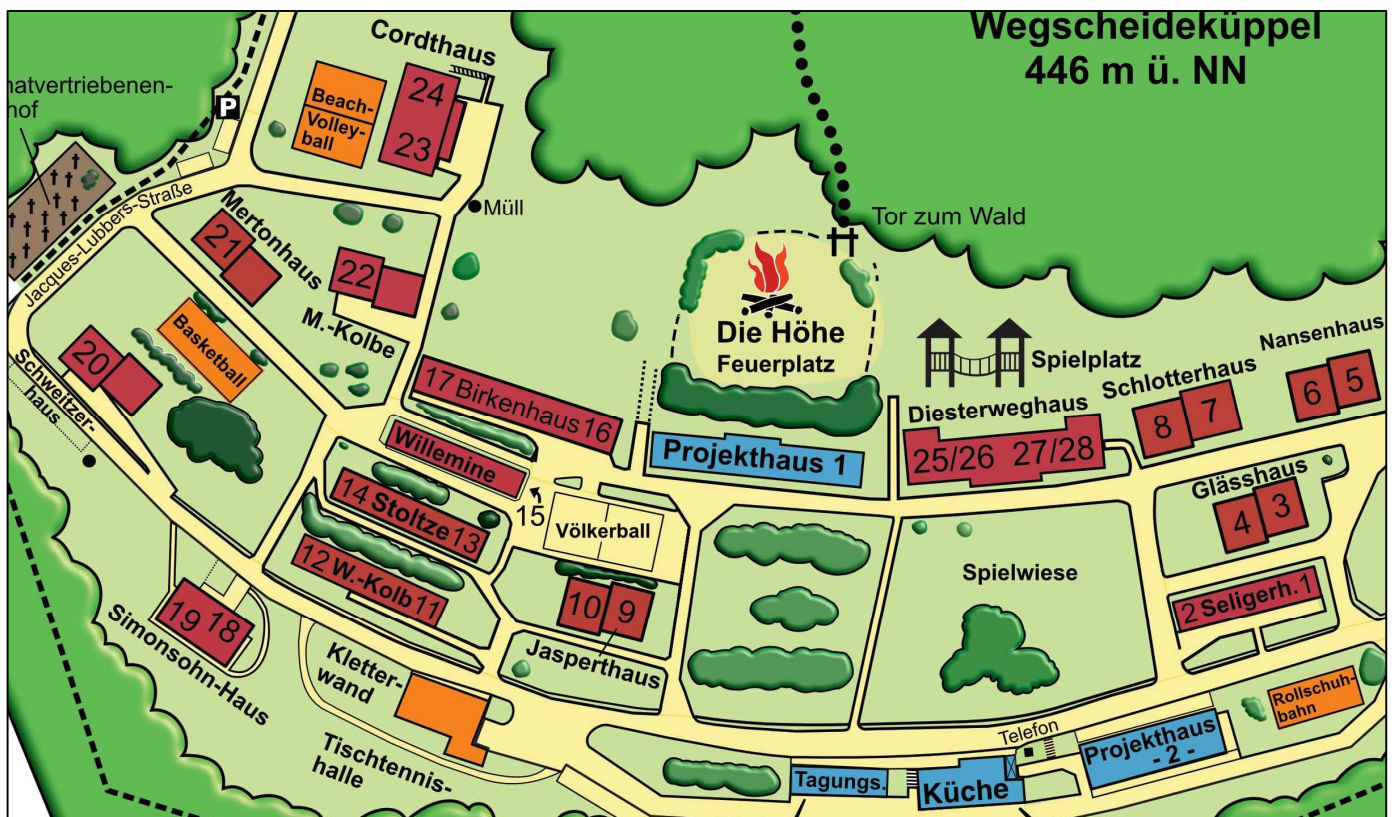 Wegscheideküppel
446 m ü. NN
Cordthaus
natvertriebenen-
hof
P
Beach-
Volley-
ball
24
23
Müll
Jacques-Lubbers-Straße
Mertonhaus
21
22
M.-Kolbe
Tor zum Wald
Die Höhe
Feuerplatz
Spielplatz
Nansenhaus
6 5
Schlotterhaus
8 7
Diesterweghaus
25/26 27/28
Basketball
20
Schweitzer-
haus
17 Birkenhaus 16
Willemine
Projekthaus 1
Glässhaus
4 3
14 Stoltze 13
15
Völkerball
12 W.-Kolb 11
Spielwiese
10 9
Jasperthaus
2 Seligerh. 1
19 18
Simonsohn-Haus
Kletter-
wand
Tischtennis-
halle
Rollschuh-
bahn
Telefon
Projekthaus
- 2 -
Tagungs.
Küche